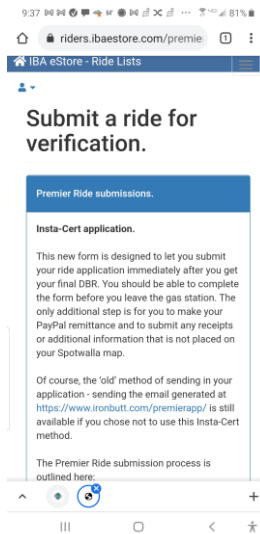 9:37 81%
riders.ibaestore.com/premie 1
IBA eStore - Ride Lists
Submit a ride for
verification.
Premier Ride submissions.
Insta-Cert application.
This new form is designed to let you submit
your ride application immediately after you get
your final DBR. You should be able to complete
the form before you leave the gas station. The
only additional step is for you to make your
PayPal remittance and to submit any receipts
or additional information that is not placed on
your Spotwalla map.
Of course, the 'old' method of sending in your
application - sending the email generated at
https://www.ironbutt.com/premierapp/ is still
available if you chose not to use this Insta-Cert
method.
The Premier Ride submission process is
outlined here: